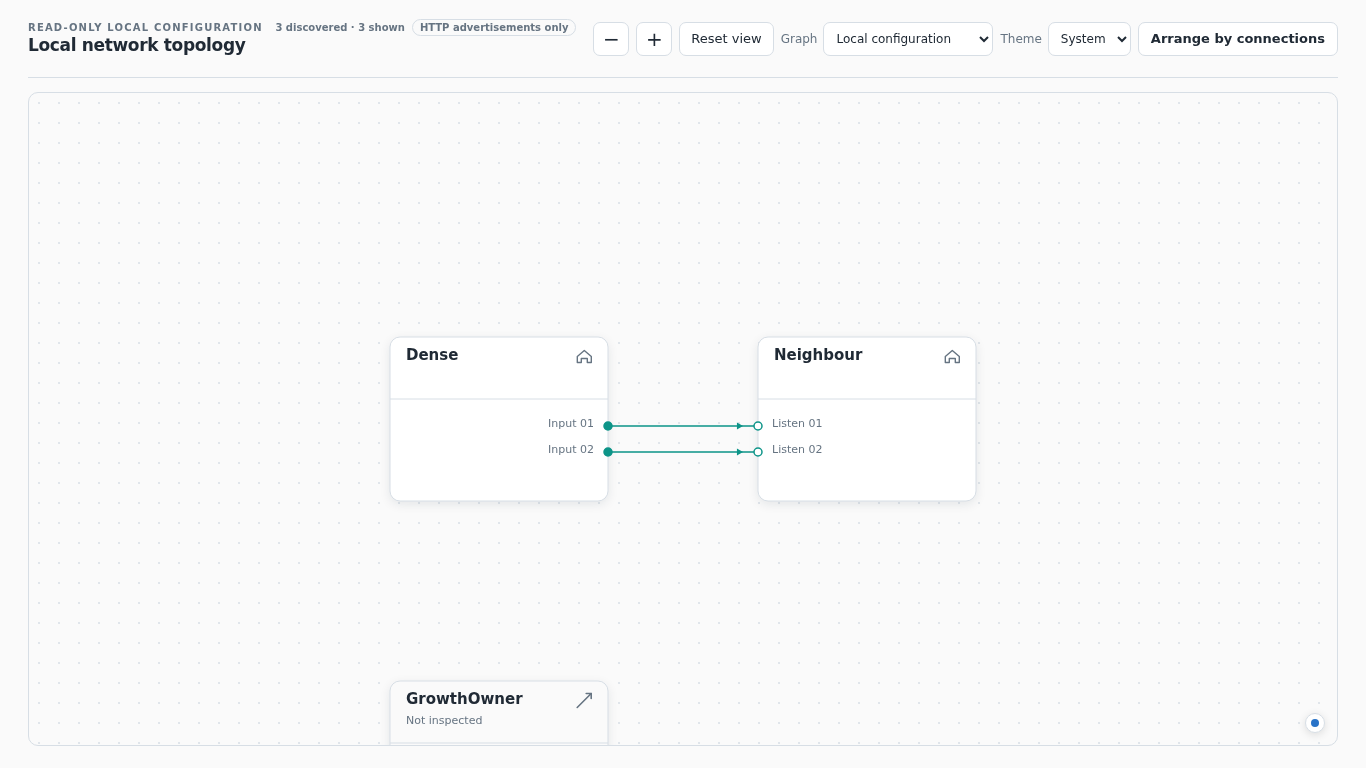 READ-ONLY LOCAL CONFIGURATION 3 discovered · 3 shown HTTP advertisements only
Local network topology
− + Reset view Graph Local configuration Theme System Arrange by connections
Dense
Neighbour
Input 01 Listen 01
Input 02 Listen 02
GrowthOwner
Not inspected